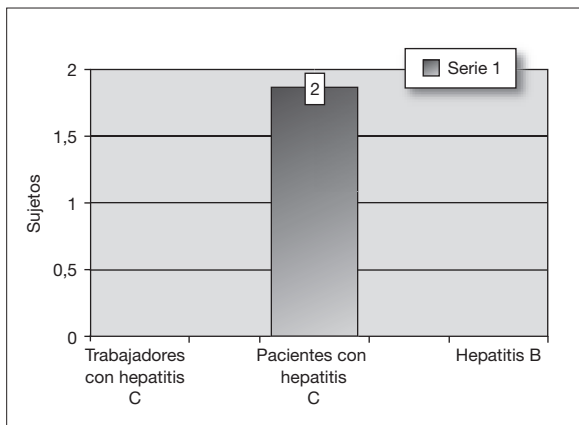 Serie 1
2
1,5
1
0,5
0
Sujetos
2
Trabajadores
con hepatitis
C
Pacientes con
hepatitis
C
Hepatitis B